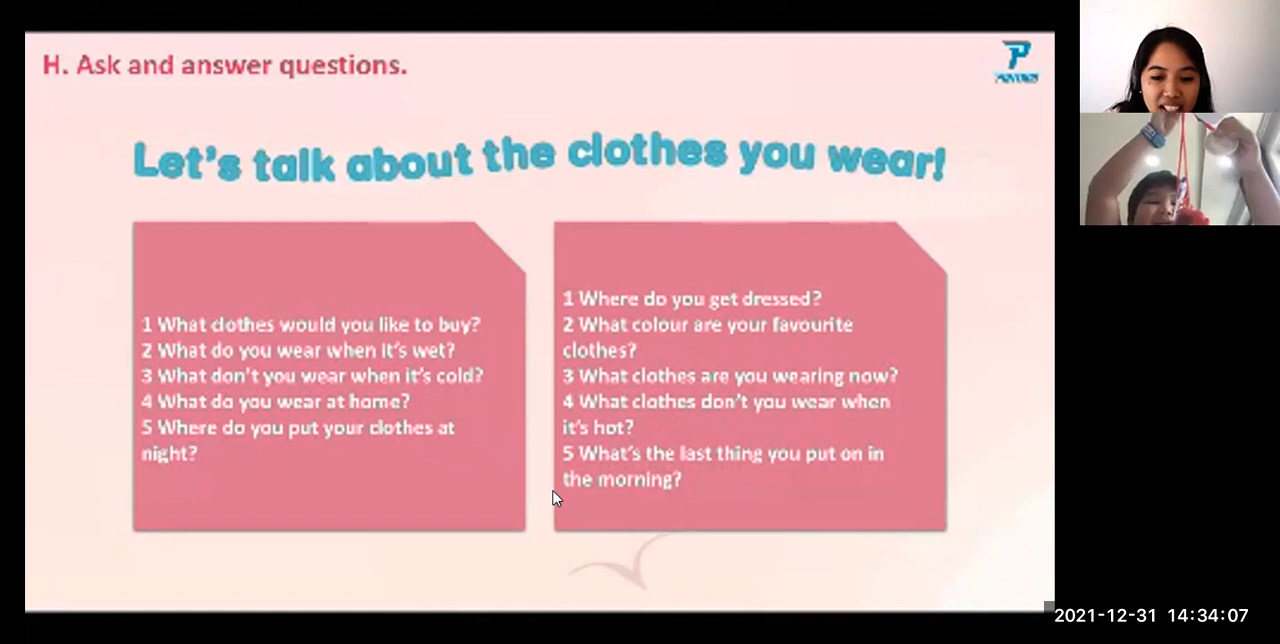 H. Ask and answer questions.
Let's talk about the clothes you wear!
1 What clothes would you like to buy?
2 What do you wear when it's wet?
3 What don't you wear when it's cold?
4 What do you wear at home?
5 Where do you put your clothes at
night?
1 Where do you get dressed?
2 What colour are your favourite
clothes?
3 What clothes are you wearing now?
4 What clothes don't you wear when
it's hot?
5 What's the last thing you put on in
the morning?
2021-12-31 14:34:07